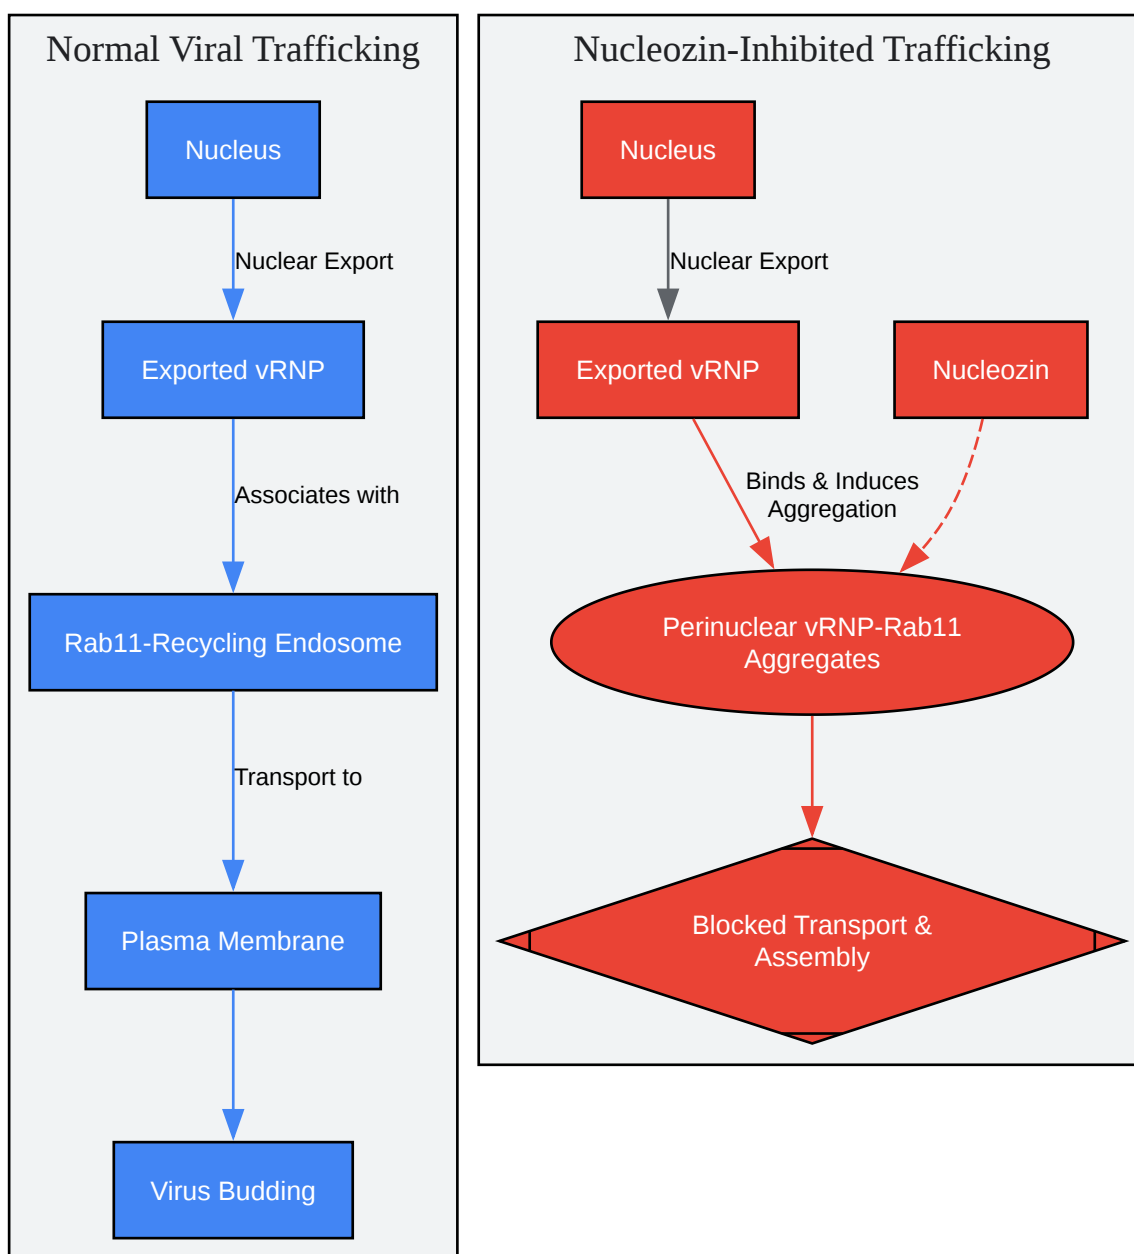 Normal Viral Trafficking
Nucleus
Nuclear Export
Exported vRNP
Associates with
Rab11-Recycling Endosome
Transport to
Plasma Membrane
Virus Budding
Nucleozin-Inhibited Trafficking
Nucleus
Nuclear Export
Exported vRNP
Nucleozin
Binds & Induces
Aggregation
Perinuclear vRNP-Rab11
Aggregates
Blocked Transport &
Assembly